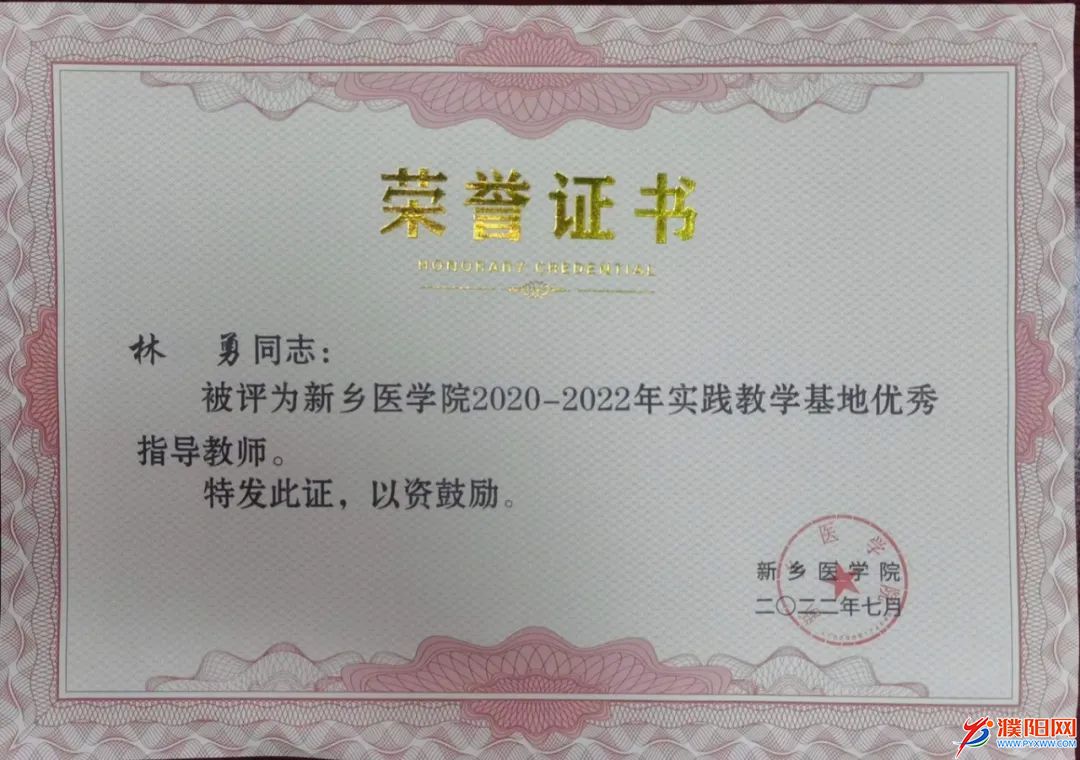 荣誉证书
HONORARY CREDENTIAL
林 勇同志：
被评为新乡医学院2020-2022年实践教学基地优秀
指导教师。
特发此证，以资鼓励。
新乡医学院
二〇二二年七月
濮阳网
WWW.PYXWW.COM